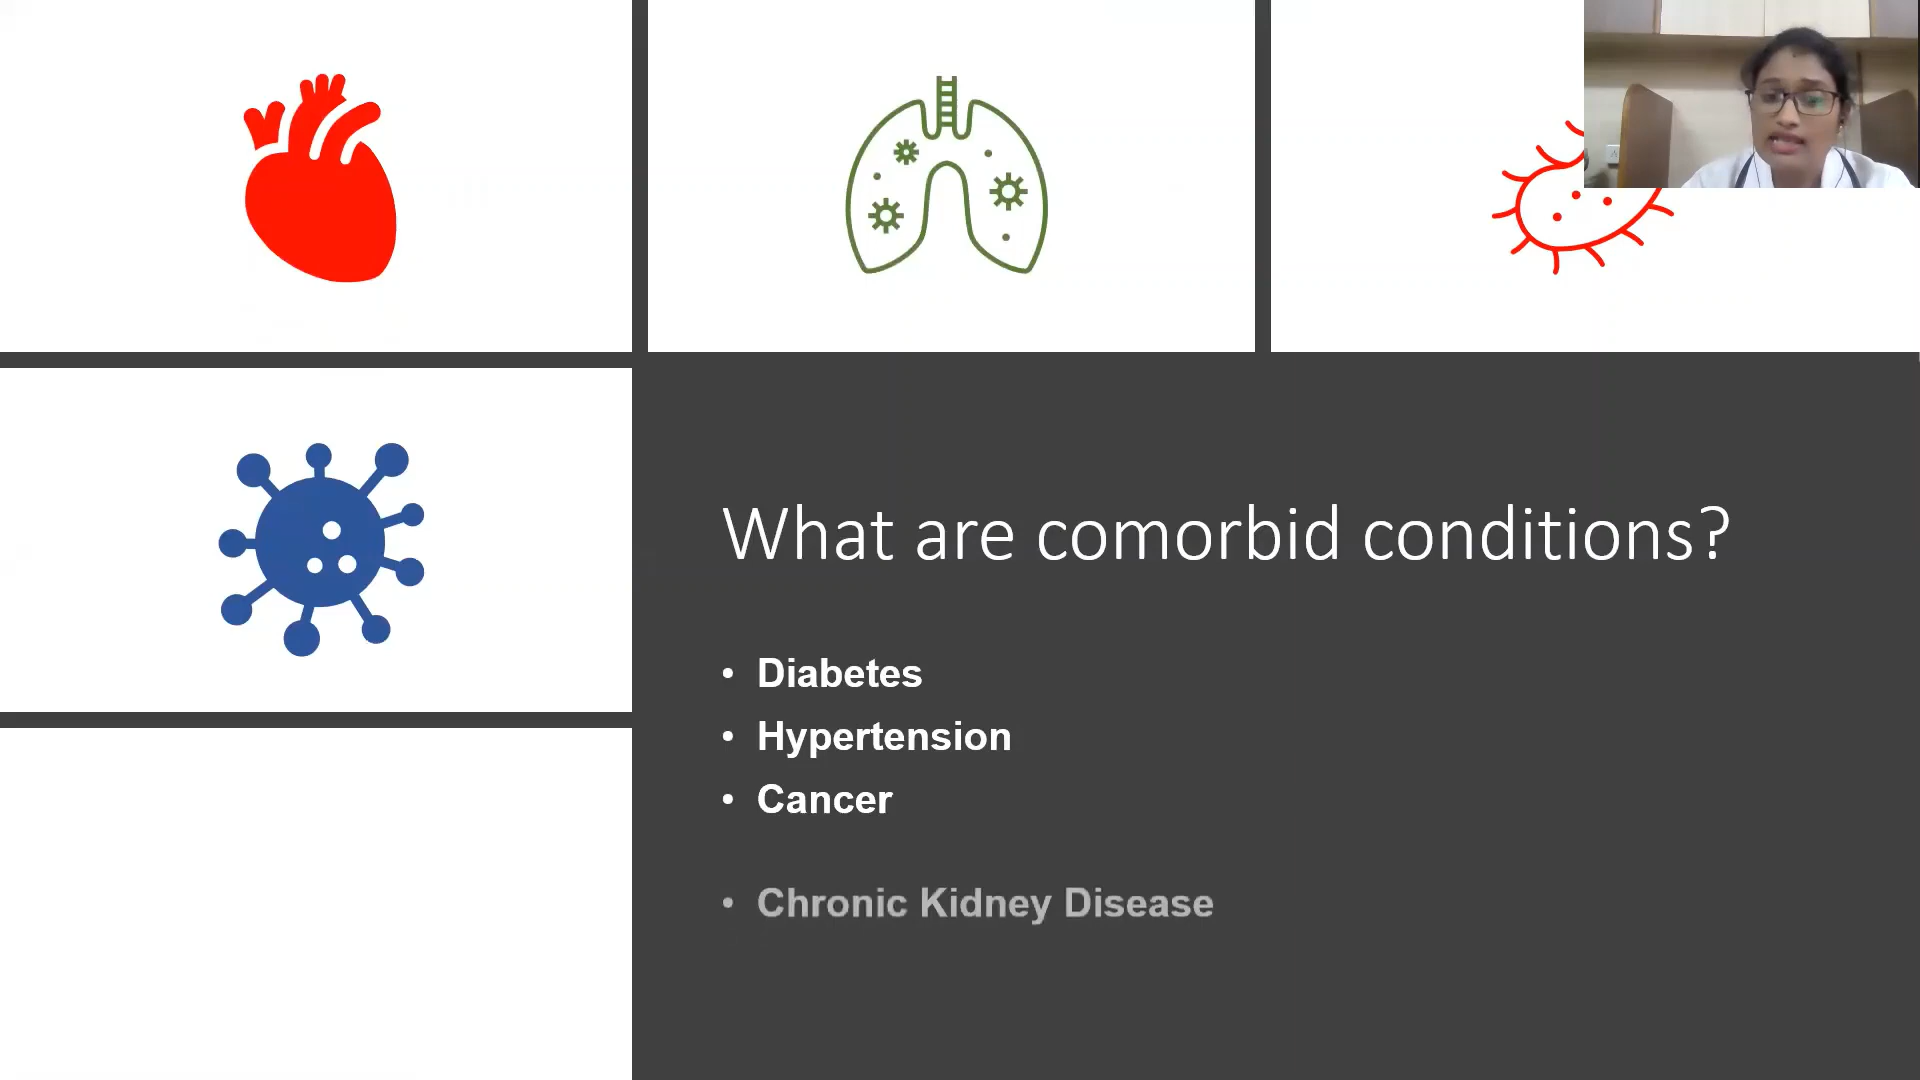 What are comorbid conditions?
• Diabetes
• Hypertension
• Cancer
• Chronic Kidney Disease